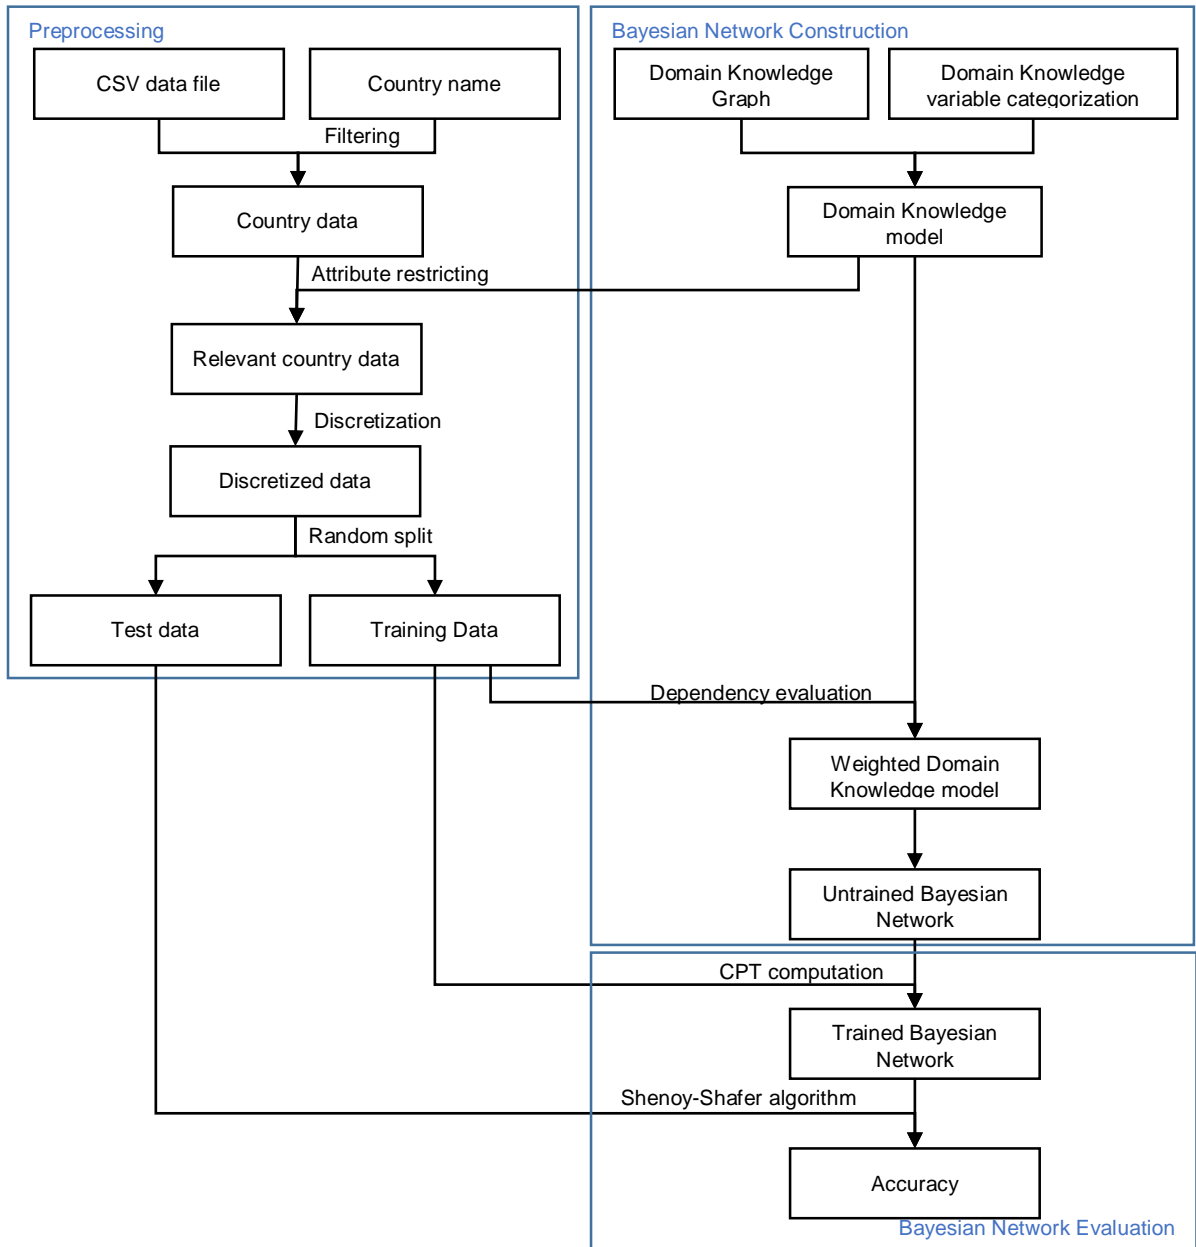 Preprocessing
CSV data file
Country name
Filtering
Country data
Attribute restricting
Relevant country data
Discretization
Discretized data
Random split
Test data
Training Data
Bayesian Network Construction
Domain Knowledge
Graph
Domain Knowledge
variable categorization
Domain Knowledge
model
Dependency evaluation
Weighted Domain
Knowledge model
Untrained Bayesian
Network
CPT computation
Trained Bayesian
Network
Shenoy-Shafer algorithm
Accuracy
Bayesian Network Evaluation